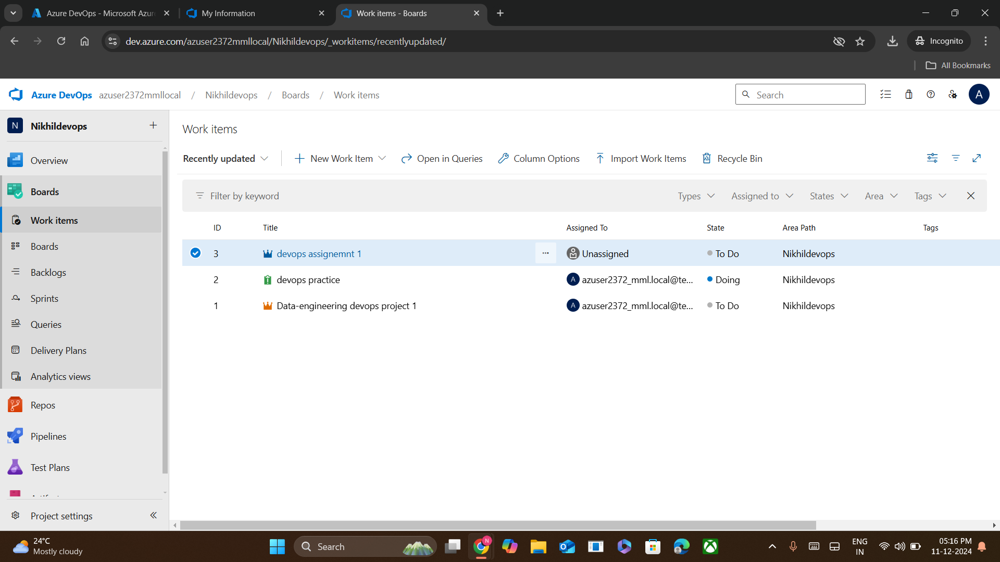 Azure DevOps - Microsoft Azur
My Information
Work items - Boards
dev.azure.com/azuser2372mmllocal/Nikhildevops/_workitems/recentlyupdated/
Incognito
All Bookmarks
Azure DevOps azuser2372mmllocal / Nikhildevops / Boards / Work items
Search
A
N Nikhildevops
Overview
Boards
Work items
Boards
Backlogs
Sprints
Queries
Delivery Plans
Analytics views
Repos
Pipelines
Test Plans
Project settings
Work items
Recently updated New Work Item Open in Queries Column Options Import Work Items Recycle Bin
Filter by keyword Types Assigned to States Area Tags
ID Title Assigned To State Area Path Tags
3 devops assignemnt 1 ... Unassigned To Do Nikhildevops
2 devops practice A azuser2372_mml.local@te... Doing Nikhildevops
1 Data-engineering devops project 1 A azuser2372_mml.local@te... To Do Nikhildevops
24°C
Mostly cloudy
Search
N
ENG
IN
05:16 PM
11-12-2024